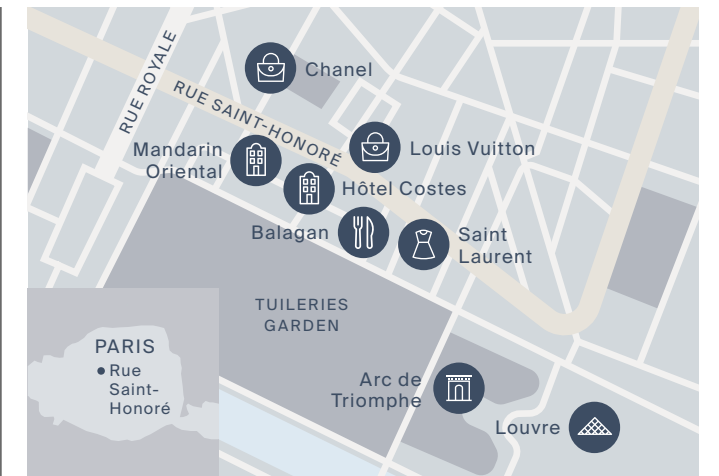 RUE ROYALE
Chanel
RUE SAINT-HONORÉ
Mandarin
Oriental
Louis Vuitton
Hôtel Costes
Balagan
Saint
Laurent
TUILERIES
GARDEN
PARIS
Rue
Saint-
Honoré
Arc de
Triomphe
Louvre